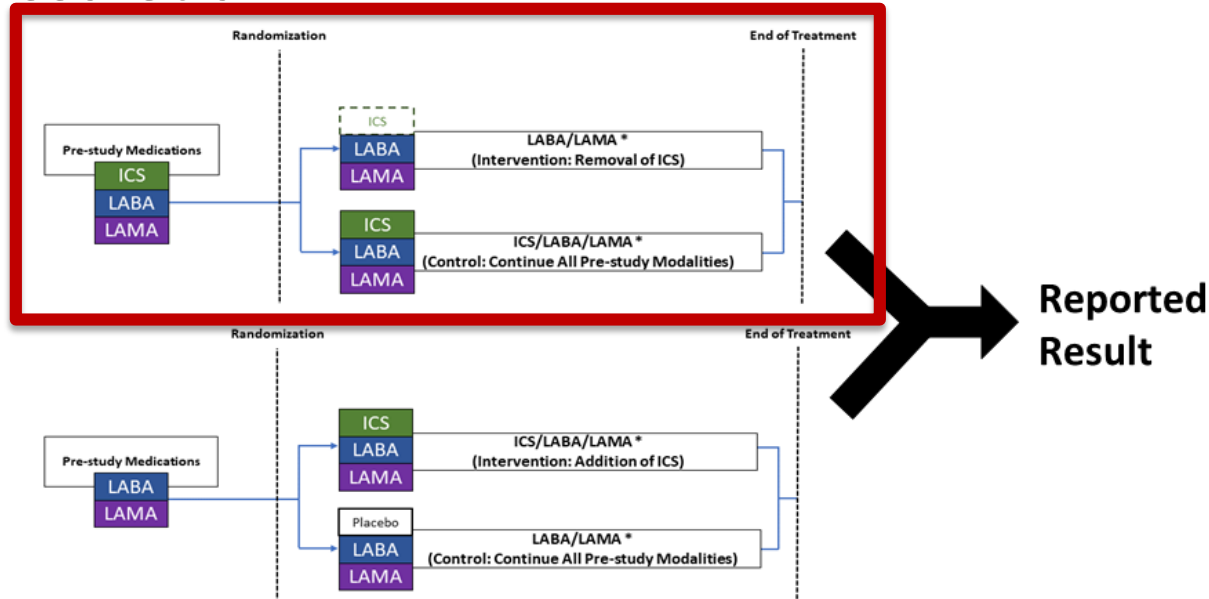 Randomization
End of Treatment
ICS
LABA
LAMA
LABA/LAMA *
(Intervention: Removal of ICS)
Pre-study Medications
ICS
LABA
LAMA
ICS
LABA
LAMA
ICS/LABA/LAMA *
(Control: Continue All Pre-study Modalities)
Reported
Result
Randomization
End of Treatment
ICS
LABA
LAMA
ICS/LABA/LAMA *
(Intervention: Addition of ICS)
Pre-study Medications
LABA
LAMA
Placebo
LABA
LAMA
LABA/LAMA *
(Control: Continue All Pre-study Modalities)